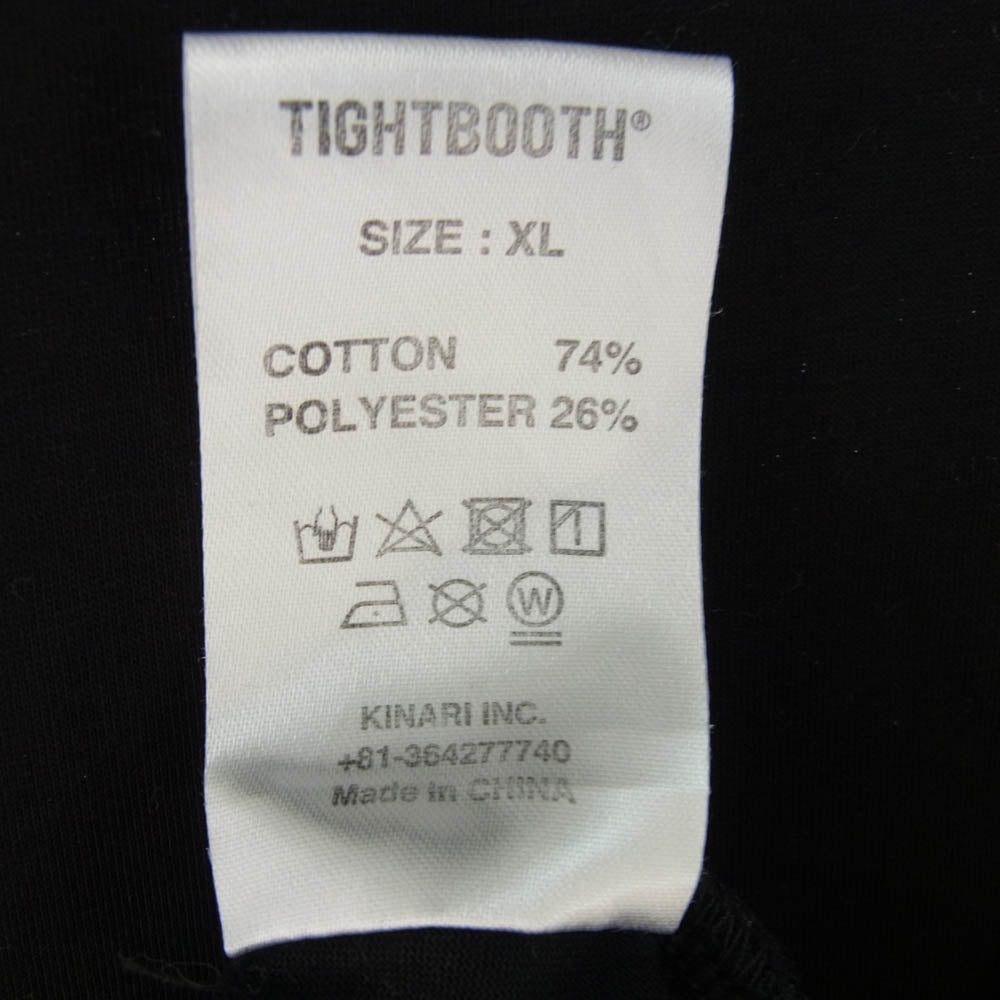 TIGHTBOOTH®
SIZE : XL
COTTON 74%
POLYESTER 26%
W
KINARI INC.
+81-364277740
Made in CHINA